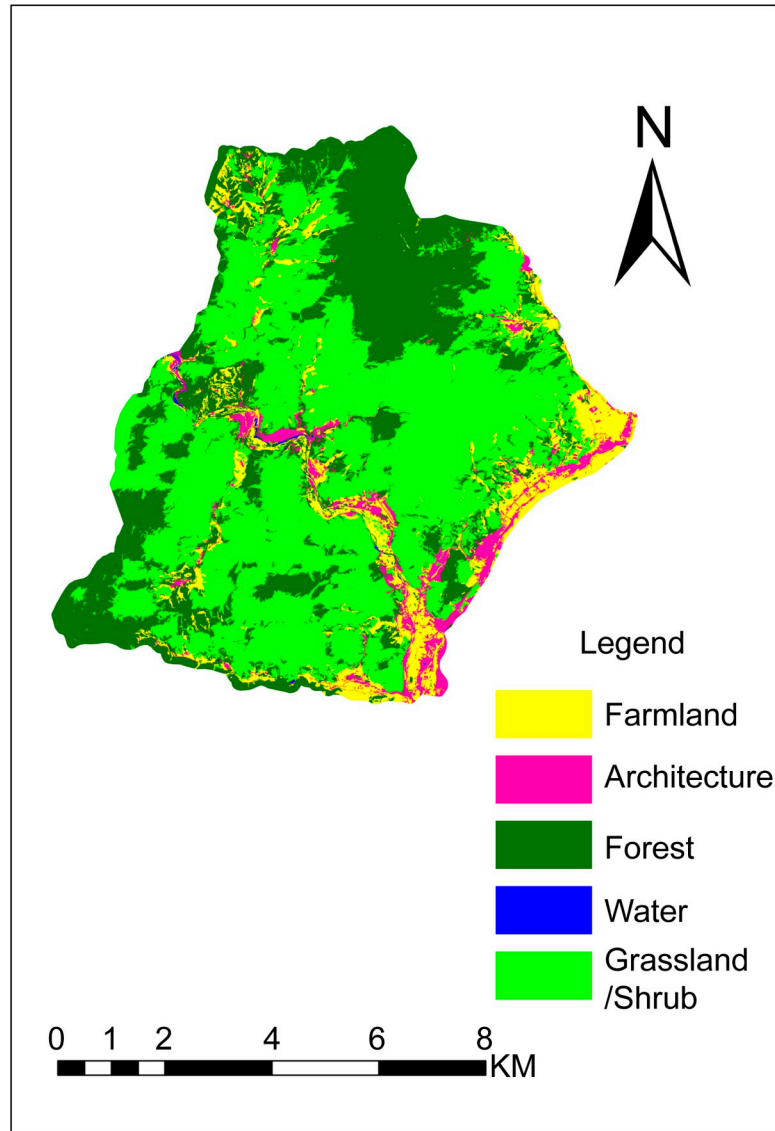 N
Legend
Farmland
Architecture
Forest
Water
Grassland
/Shrub
0 1 2 4 6 8
KM